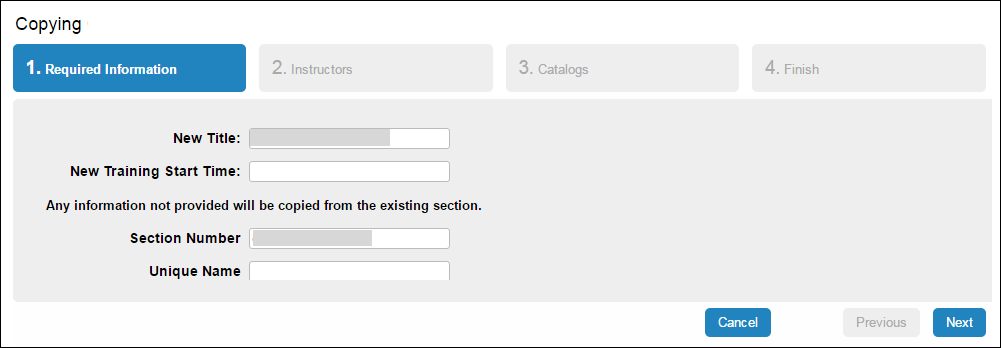 Copying
1. Required Information 2. Instructors 3. Catalogs 4. Finish
New Title:
New Training Start Time:
Any information not provided will be copied from the existing section.
Section Number
Unique Name
Cancel Previous Next